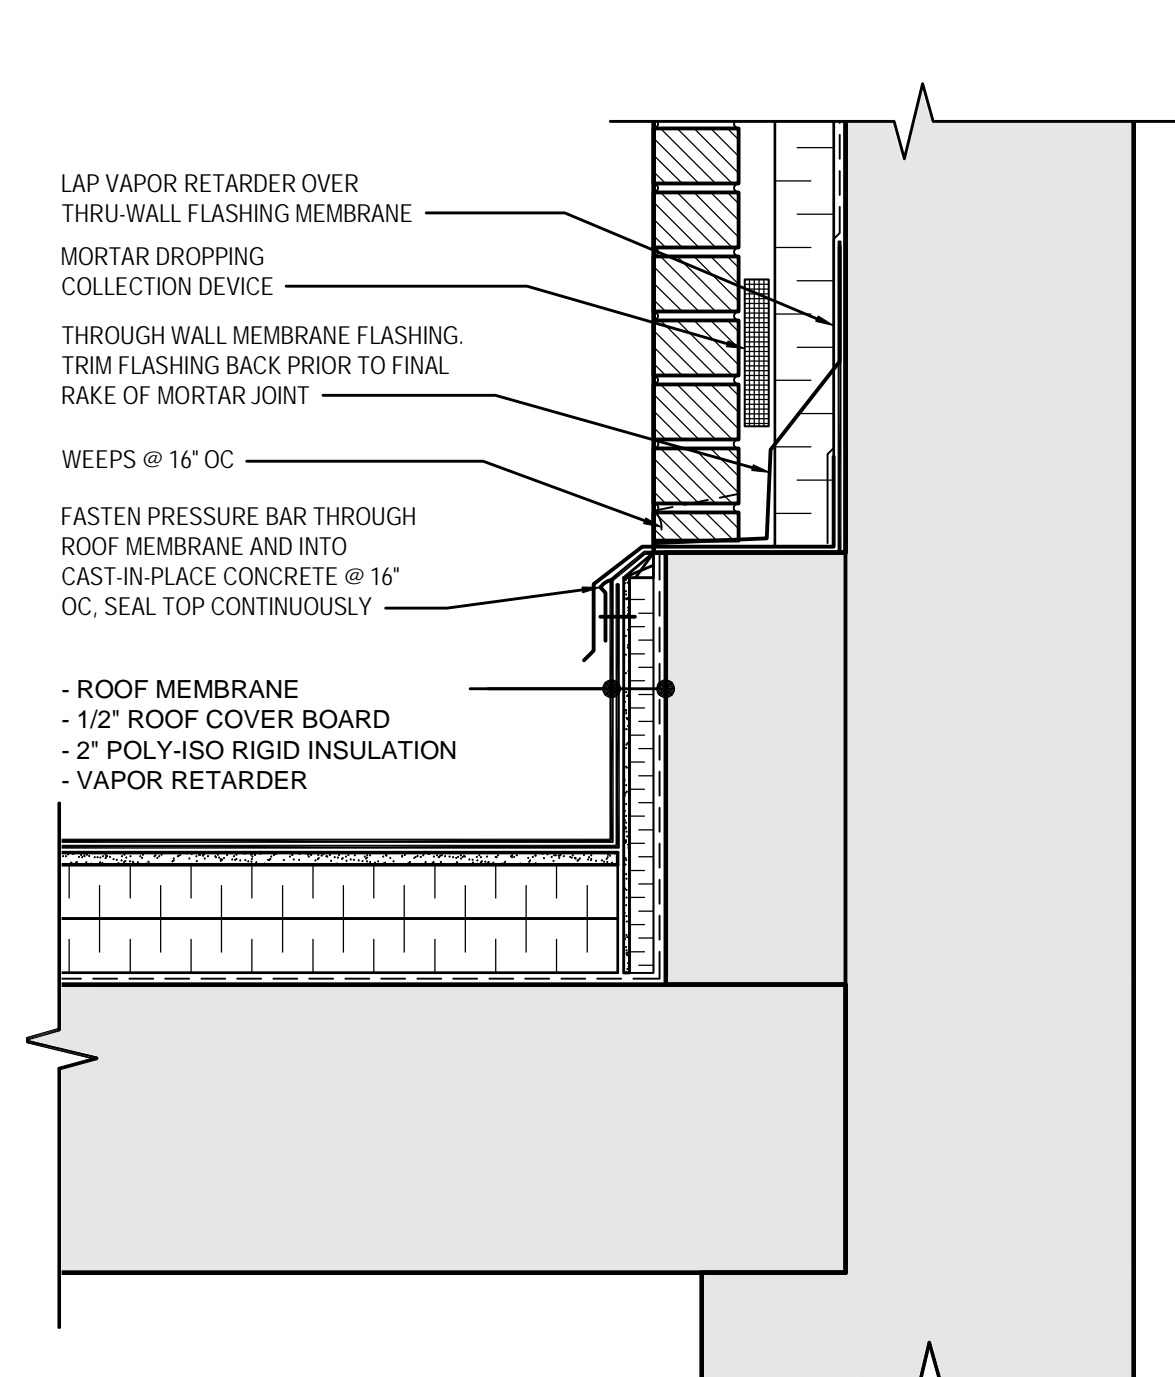 LAP VAPOR RETARDER OVER
THRU-WALL FLASHING MEMBRANE
MORTAR DROPPING
COLLECTION DEVICE
THROUGH WALL MEMBRANE FLASHING.
TRIM FLASHING BACK PRIOR TO FINAL
RAKE OF MORTAR JOINT
WEEPS @ 16" OC
FASTEN PRESSURE BAR THROUGH
ROOF MEMBRANE AND INTO
CAST-IN-PLACE CONCRETE @ 16"
OC, SEAL TOP CONTINUOUSLY
- ROOF MEMBRANE
- 1/2" ROOF COVER BOARD
- 2" POLY-ISO RIGID INSULATION
- VAPOR RETARDER